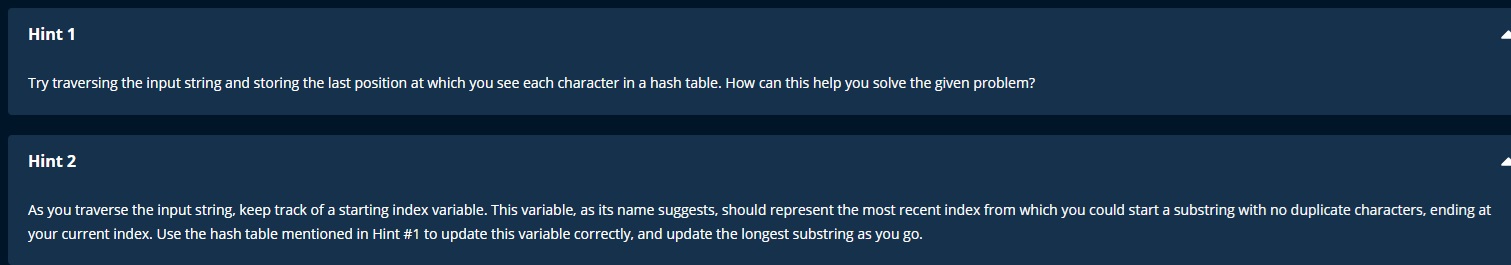 Hint 1
Try traversing the input string and storing the last position at which you see each character in a hash table. How can this help you solve the given problem?
Hint 2
As you traverse the input string, keep track of a starting index variable. This variable, as its name suggests, should represent the most recent index from which you could start a substring with no duplicate characters, ending at
your current index. Use the hash table mentioned in Hint #1 to update this variable correctly, and update the longest substring as you go.